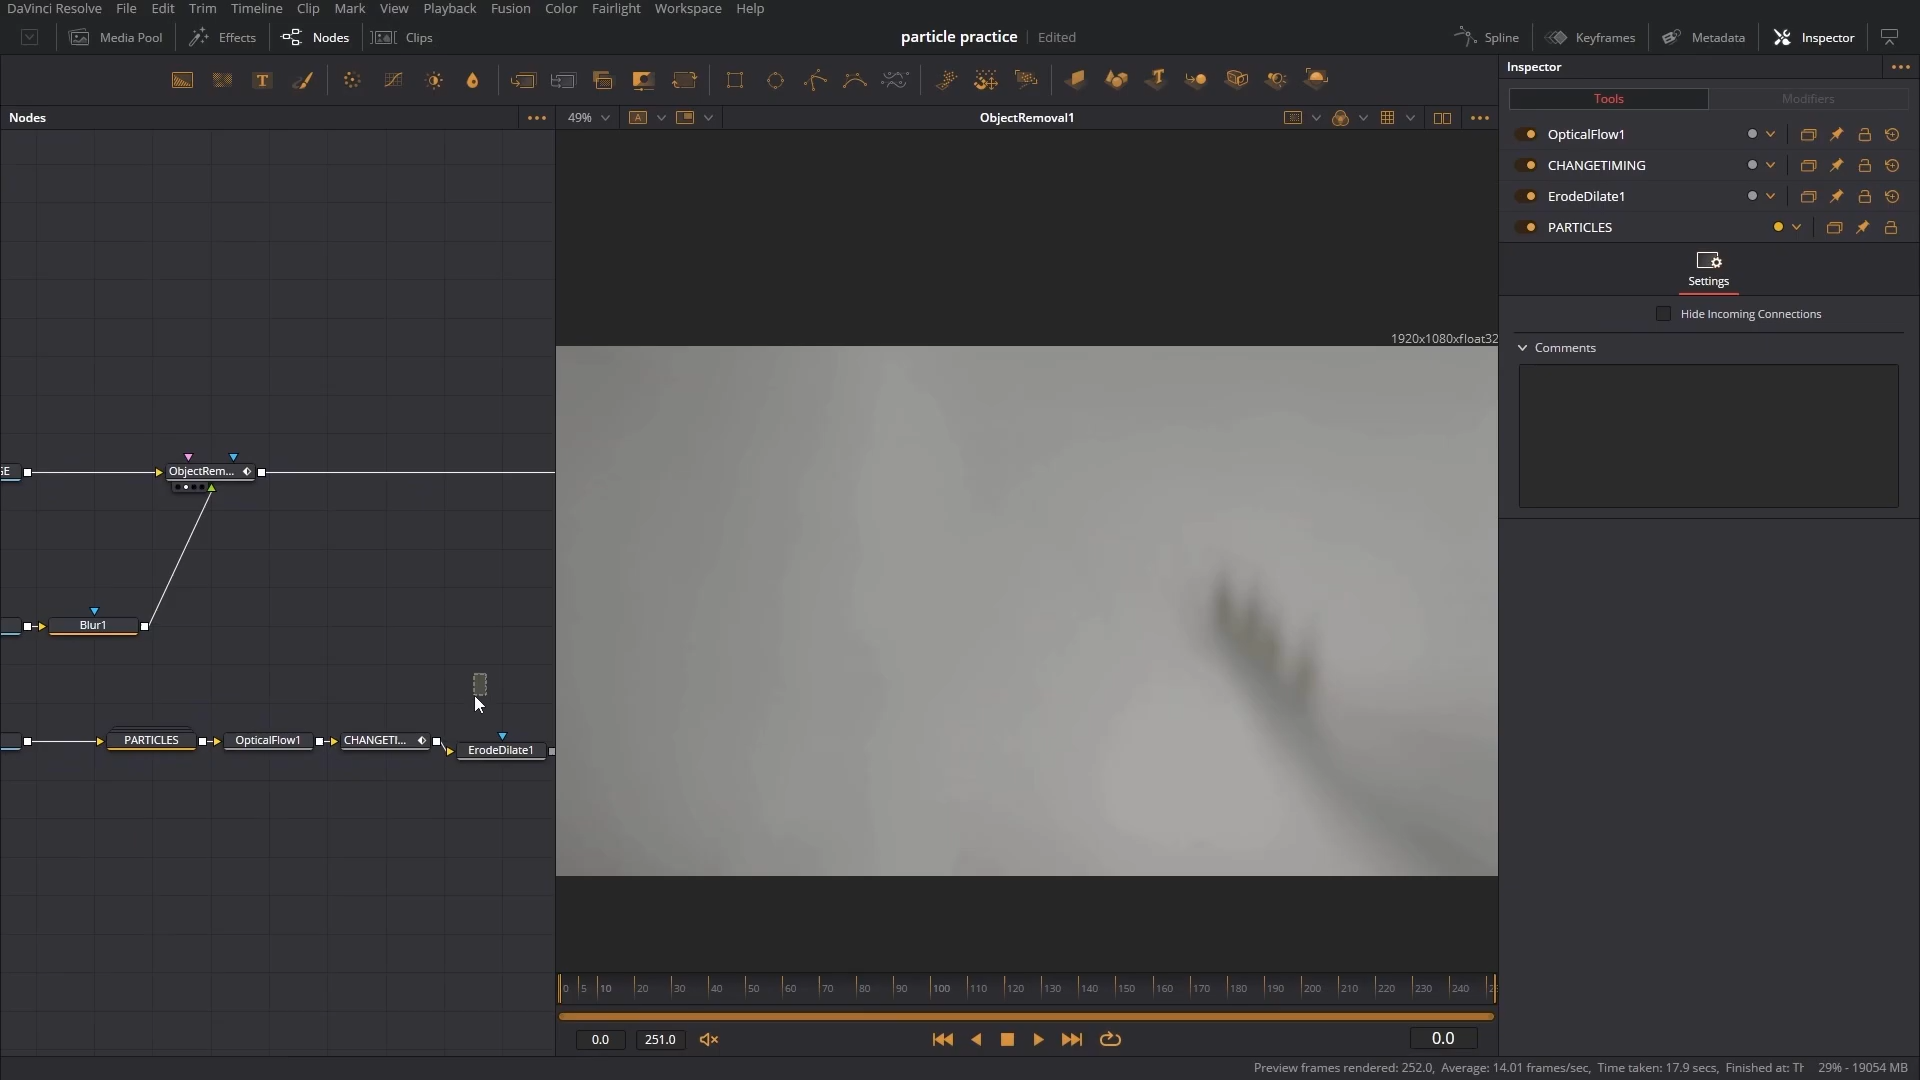 DaVinci Resolve File Edit Trim Timeline Clip Mark View Playback Fusion Color Fairlight Workspace Help
Media Pool Effects Nodes Clips particle practice Edited Spline Keyframes Metadata Inspector
Inspector
Tools Modifiers
Nodes 49% A ObjectRemoval1
OpticalFlow1
CHANGETIMING
ErodeDilate1
PARTICLES
Settings
Hide Incoming Connections
1920x1080xfloat32
Comments
GE ObjectRem...
Blur1
PARTICLES OpticalFlow1 CHANGETI... ErodeDilate1
0 5 10 20 30 40 50 60 70 80 90 100 110 120 130 140 150 160 170 180 190 200 210 220 230 240
0.0 251.0 0.0
Preview frames rendered: 252.0, Average: 14.01 frames/sec, Time taken: 17.9 secs, Finished at: Th 29% - 19054 MB